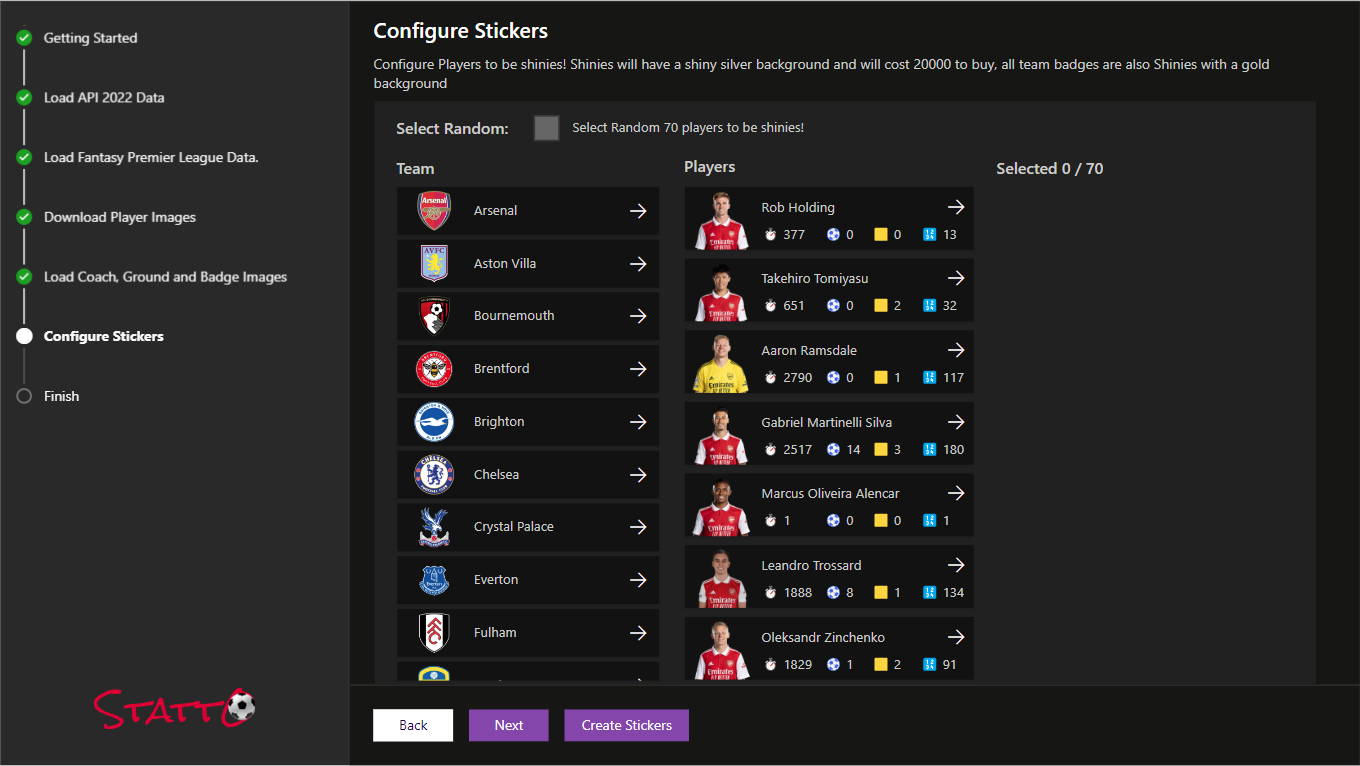 Getting Started
Load API 2022 Data
Load Fantasy Premier League Data.
Download Player Images
Load Coach, Ground and Badge Images
Configure Stickers
Finish
Statto
Configure Stickers
Configure Players to be shinies! Shinies will have a shiny silver background and will cost 20000 to buy, all team badges are also Shinies with a gold
background
Select Random:
Select Random 70 players to be shinies!
Team
Arsenal
Arsenal
AVFC
Aston Villa
Bournemouth
Brentford
Brighton
Chelsea
Crystal Palace
Everton
Fulham
Players
Rob Holding
377 0 0 13
Takehiro Tomiyasu
651 0 2 32
Aaron Ramsdale
2790 0 1 117
Gabriel Martinelli Silva
2517 14 3 180
Marcus Oliveira Alencar
1 0 0 1
Leandro Trossard
1888 8 1 134
Oleksandr Zinchenko
1829 1 2 91
Selected 0 / 70
Back
Next
Create Stickers